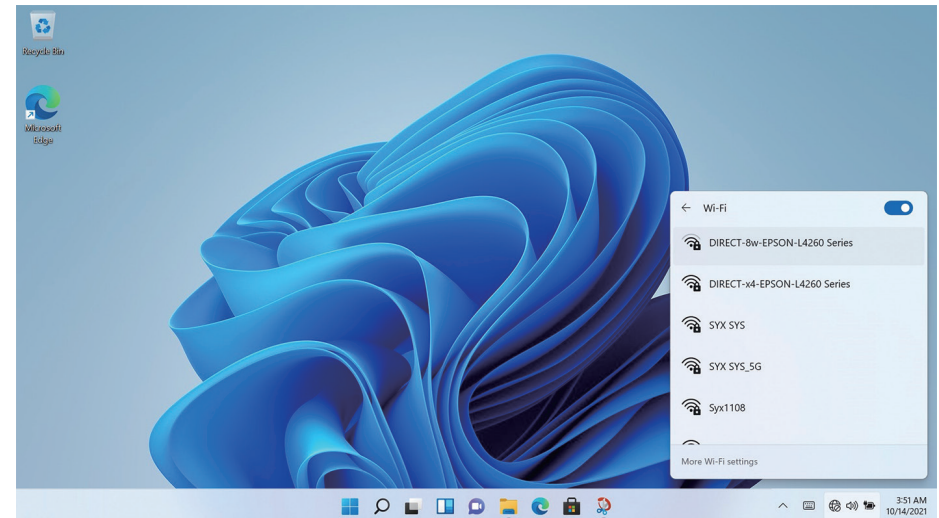 Recycle Bin
Microsoft
Edge
Wi-Fi
DIRECT-8w-EPSON-L4260 Series
DIRECT-x4-EPSON-L4260 Series
SYX SYS
SYX SYS_5G
Syx1108
More Wi-Fi settings
3:51 AM
10/14/2021